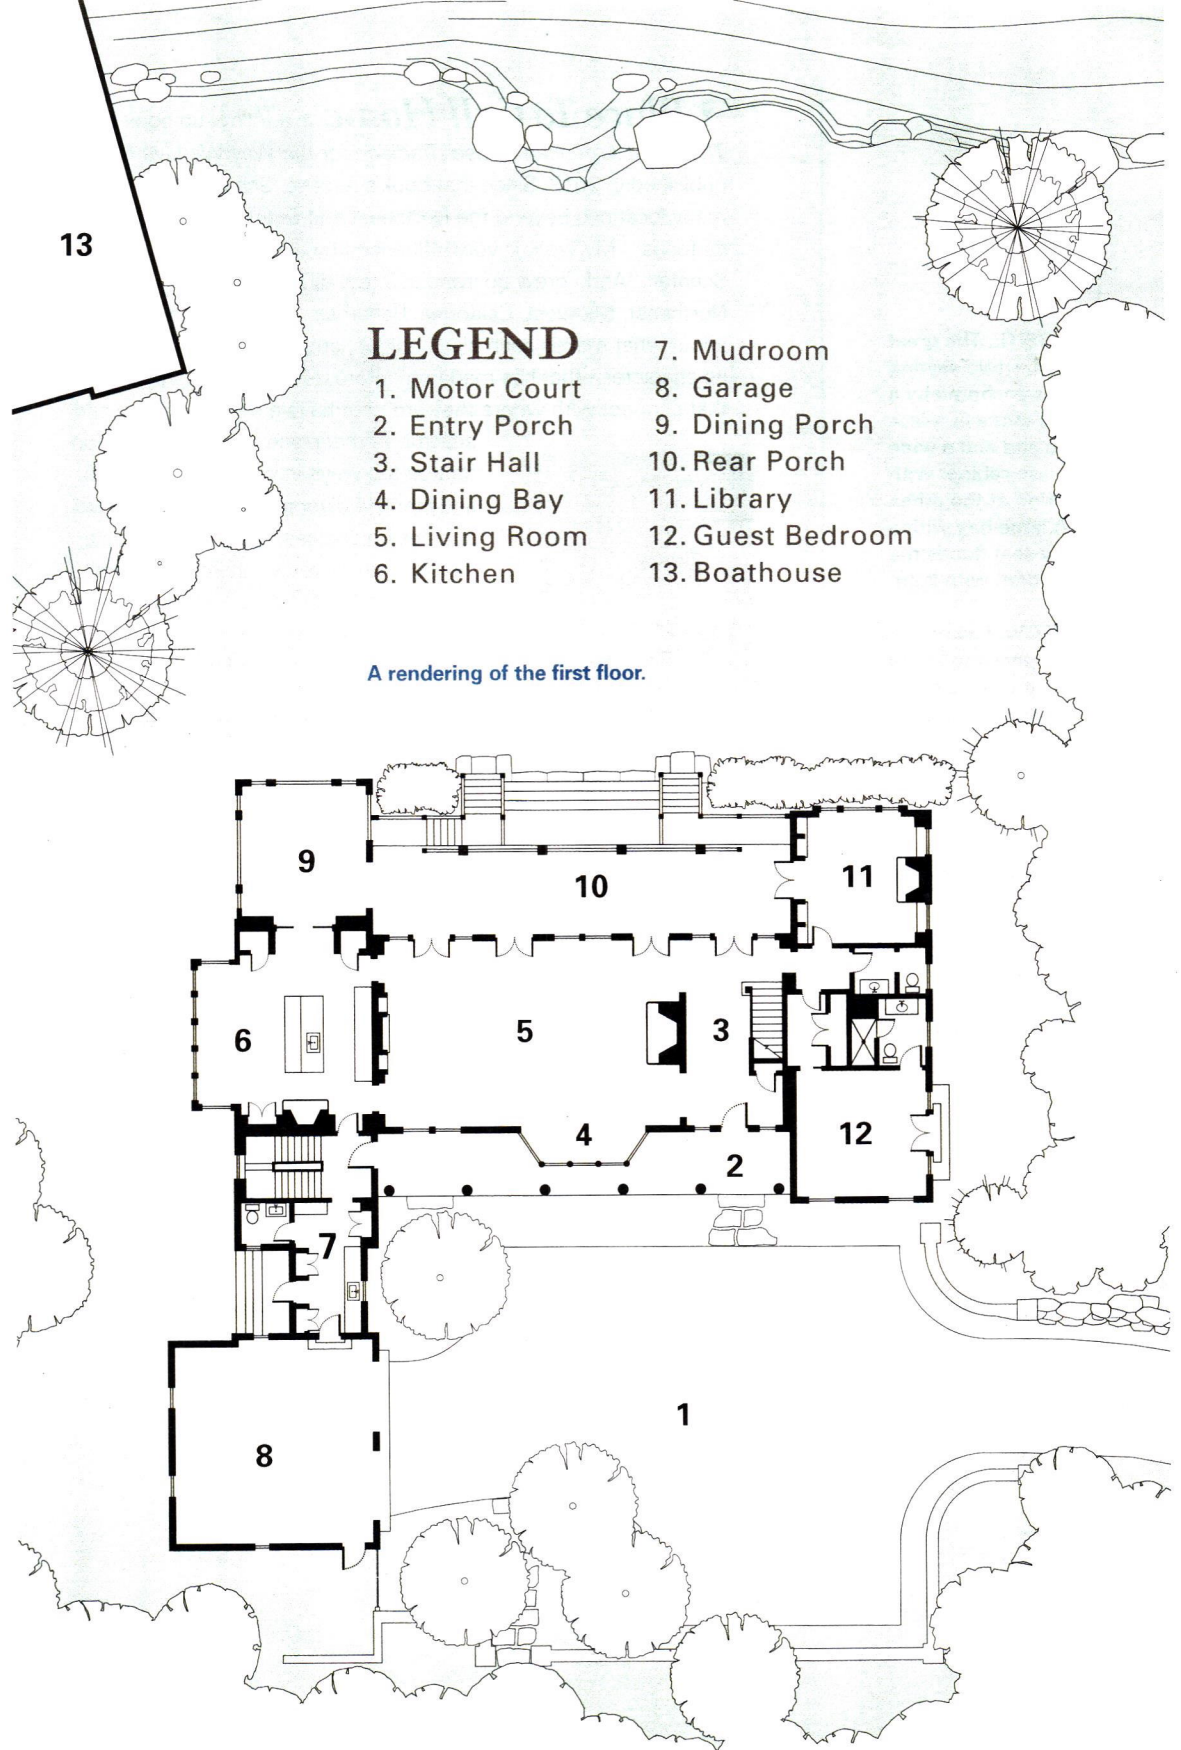 13
LEGEND
1. Motor Court
2. Entry Porch
3. Stair Hall
4. Dining Bay
5. Living Room
6. Kitchen
7. Mudroom
8. Garage
9. Dining Porch
10. Rear Porch
11. Library
12. Guest Bedroom
13. Boathouse
A rendering of the first floor.
9
10
11
6
5
3
4
2
12
7
1
8